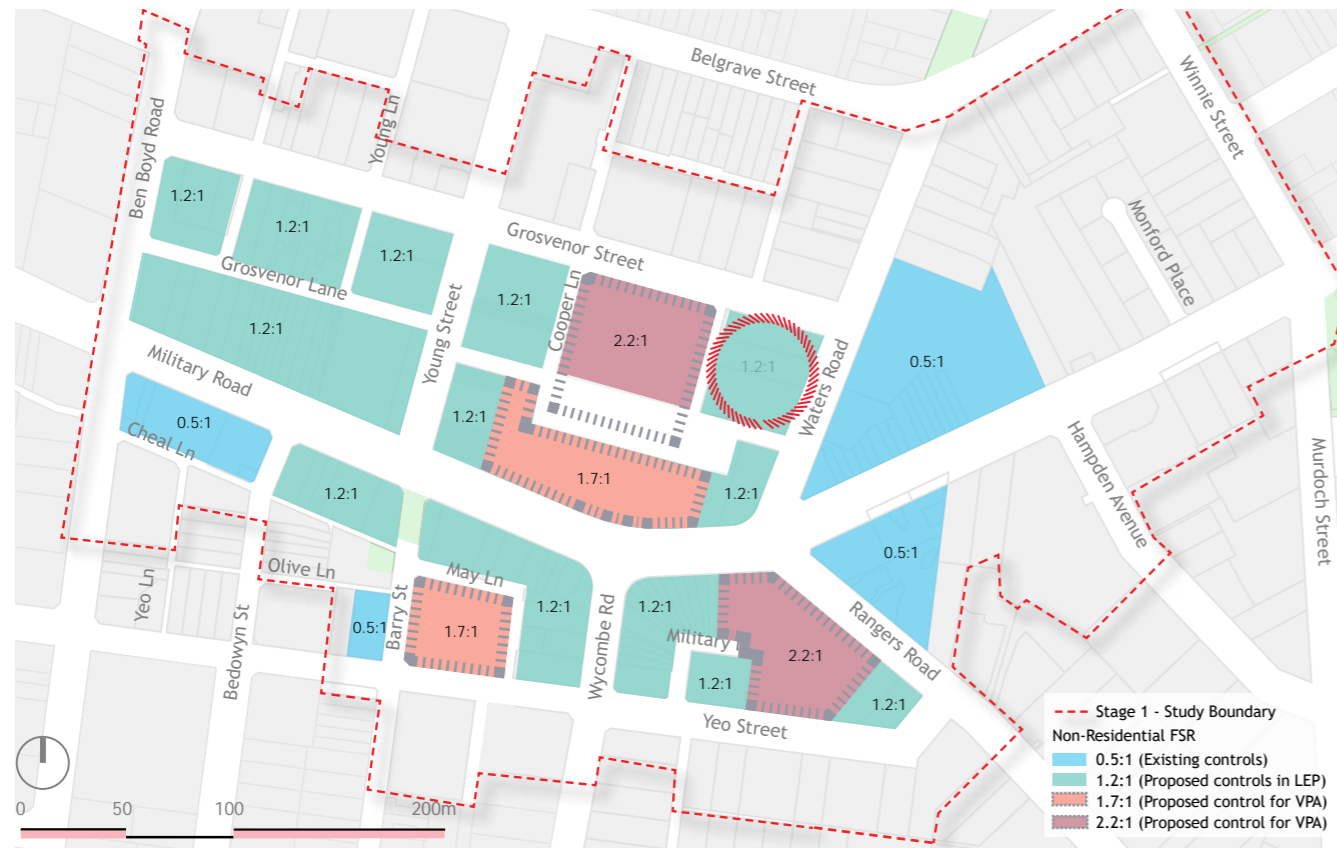 Belgrave Street
Winnie Street
Young Ln
Ben Boyd Road
Monford Place
1.2:1
1.2:1
1.2:1
Grosvenor Street
Grosvenor Lane
1.2:1
Cooper Ln
1.2:1
Young Street
2.2:1
1.2:1
Waters Road
0.5:1
Military Road
0.5:1
Cheal Ln
1.2:1
1.7:1
1.2:1
1.2:1
Hampden Avenue
Murdoch Street
0.5:1
Olive Ln
May Ln
Yeo Ln
Bedowyn St
0.5:1
Barry St
1.7:1
1.2:1
Wycombe Rd
1.2:1
Military L
1.2:1
2.2:1
Rangers Road
1.2:1
Yeo Street
Stage 1 - Study Boundary
Non-Residential FSR
0.5:1 (Existing controls)
1.2:1 (Proposed controls in LEP)
1.7:1 (Proposed control for VPA)
2.2:1 (Proposed control for VPA)
0 50 100 200m